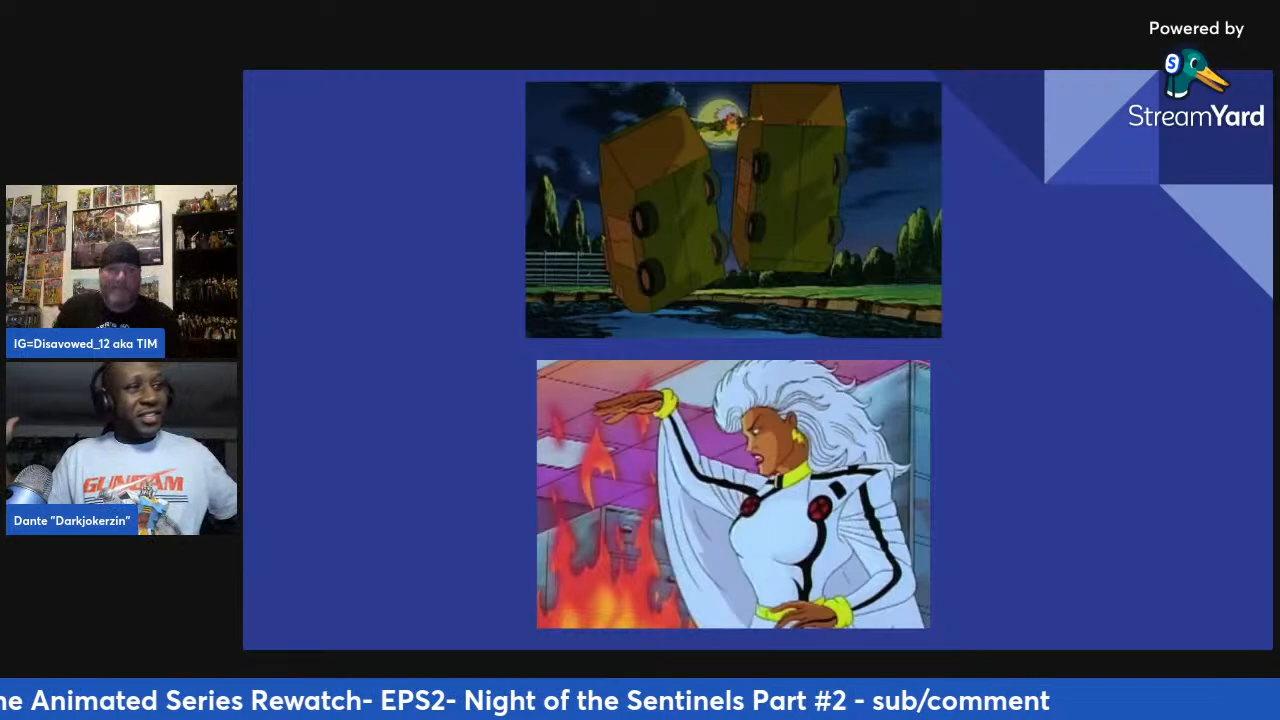 Powered by
S
StreamYard
IG=Disavowed_12 aka TIM
GUNDAM
Dante "Darkjokerzin"
he Animated Series Rewatch- EPS2- Night of the Sentinels Part #2 - sub/comment